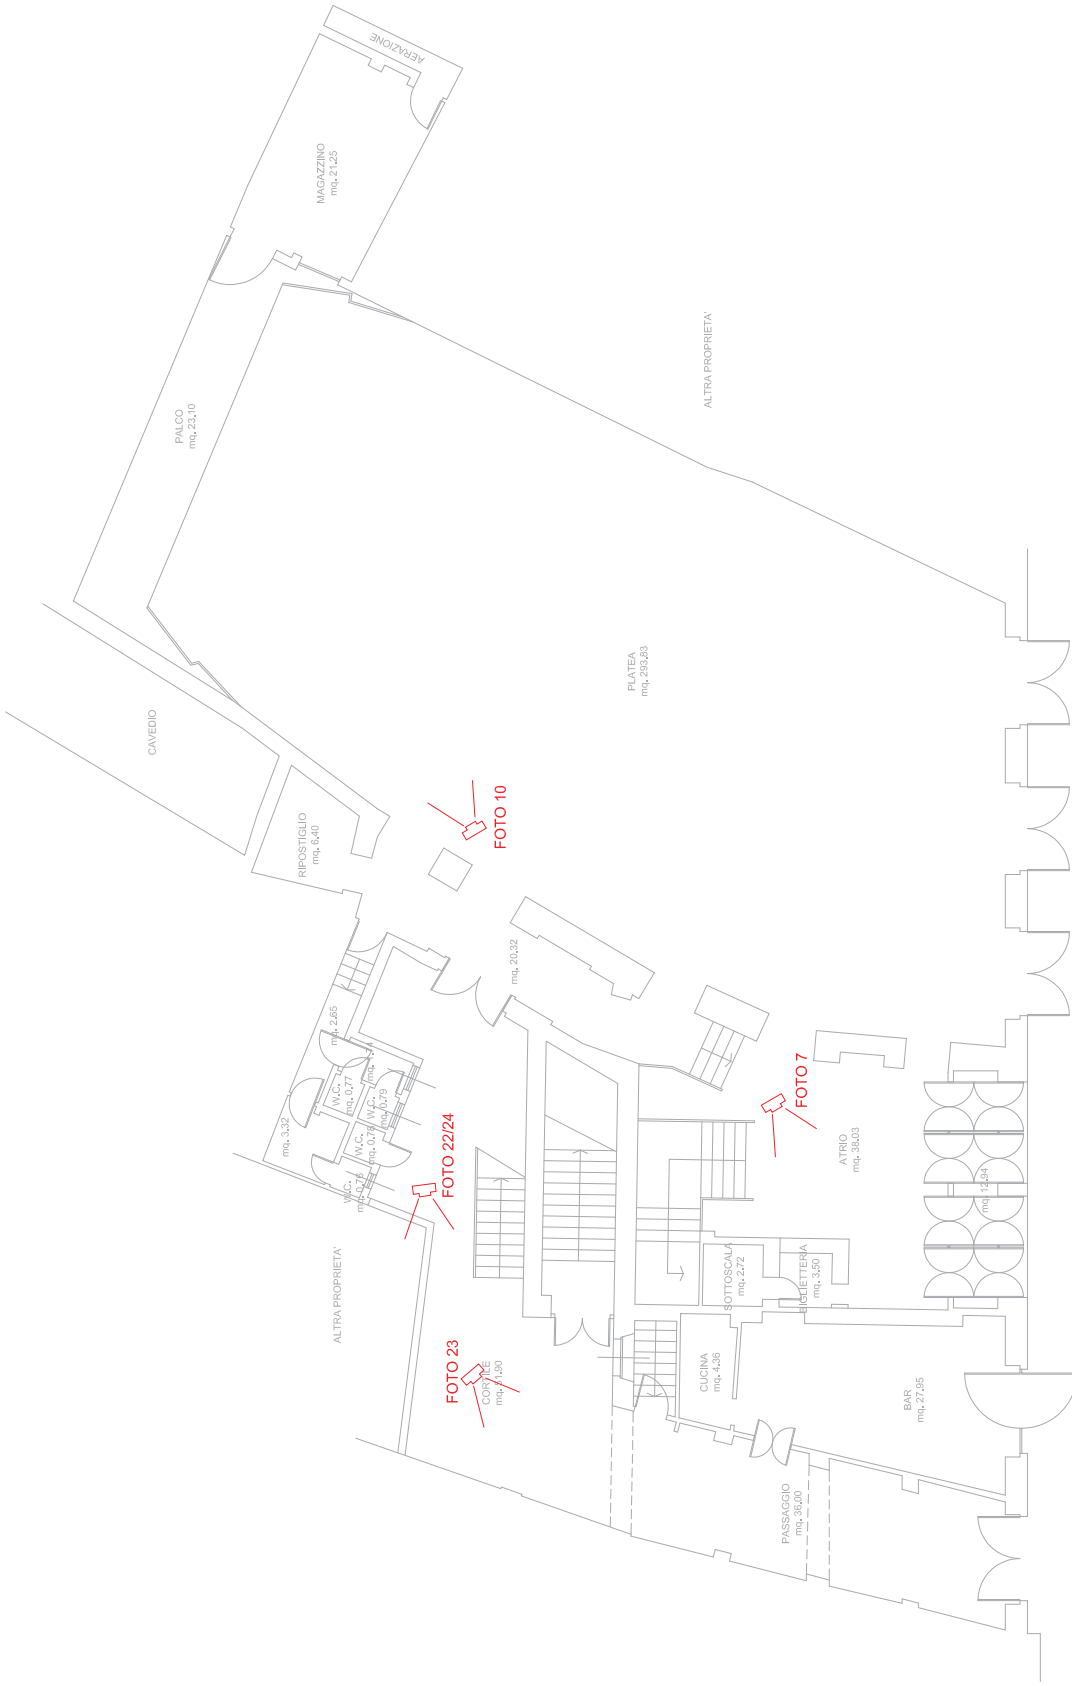 AERAZIONE
MAGAZZINO
mq. 21.25
PALCO
mq. 23.10
ALTRA PROPRIETA'
PLATEA
mq. 293.83
CAVEDIO
RIPOSTIGLIO
mq. 6.40
FOTO 10
mq. 20.32
mq. 2.65
W.C.
mq. 0.77
W.C.
mq. 0.79
mq. 3.32
W.C.
mq. 0.76
W.C.
FOTO 22/24
FOTO 7
ATRIO
mq. 38.03
mq. 12.94
ALTRA PROPRIETA'
SOTTOSCALA
mq. 2.72
BIGLIETTERIA
mq. 3.50
FOTO 23
CORTILE
CUCINA
mq. 4.36
BAR
mq. 27.95
PASSAGGIO
mq. 36.00